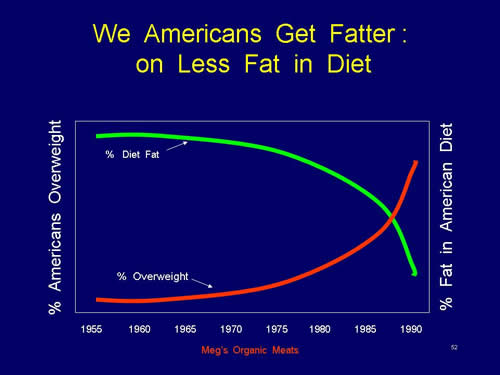 We Americans Get Fatter :
on Less Fat in Diet
% Americans Overweight
% Diet Fat
% Overweight
% Fat in American Diet
1955 1960 1965 1970 1975 1980 1985 1990
Meg's Organic Meats
52